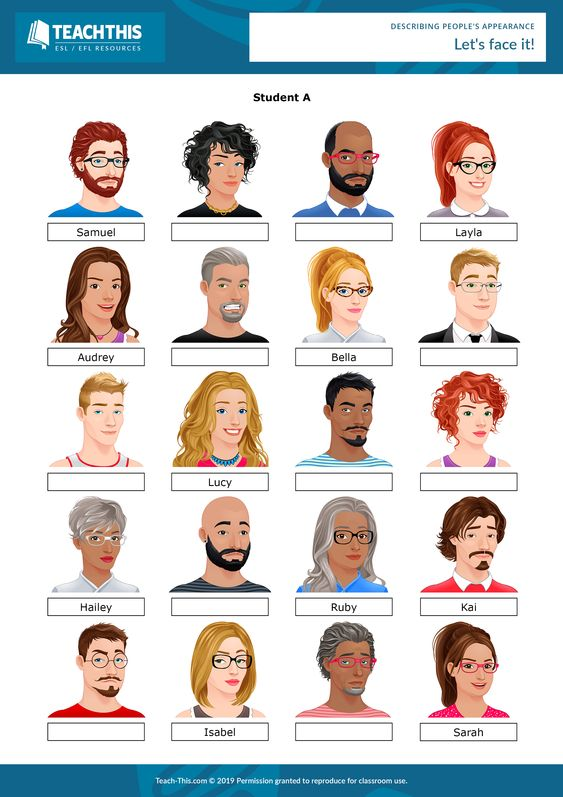 TEACHTHIS
ESL / EFL RESOURCES
DESCRIBING PEOPLE'S APPEARANCE
Let's face it!
Student A
Samuel
Layla
Audrey
Bella
Lucy
Hailey
Ruby
Kai
Isabel
Sarah
Teach-This.com © 2019 Permission granted to reproduce for classroom use.